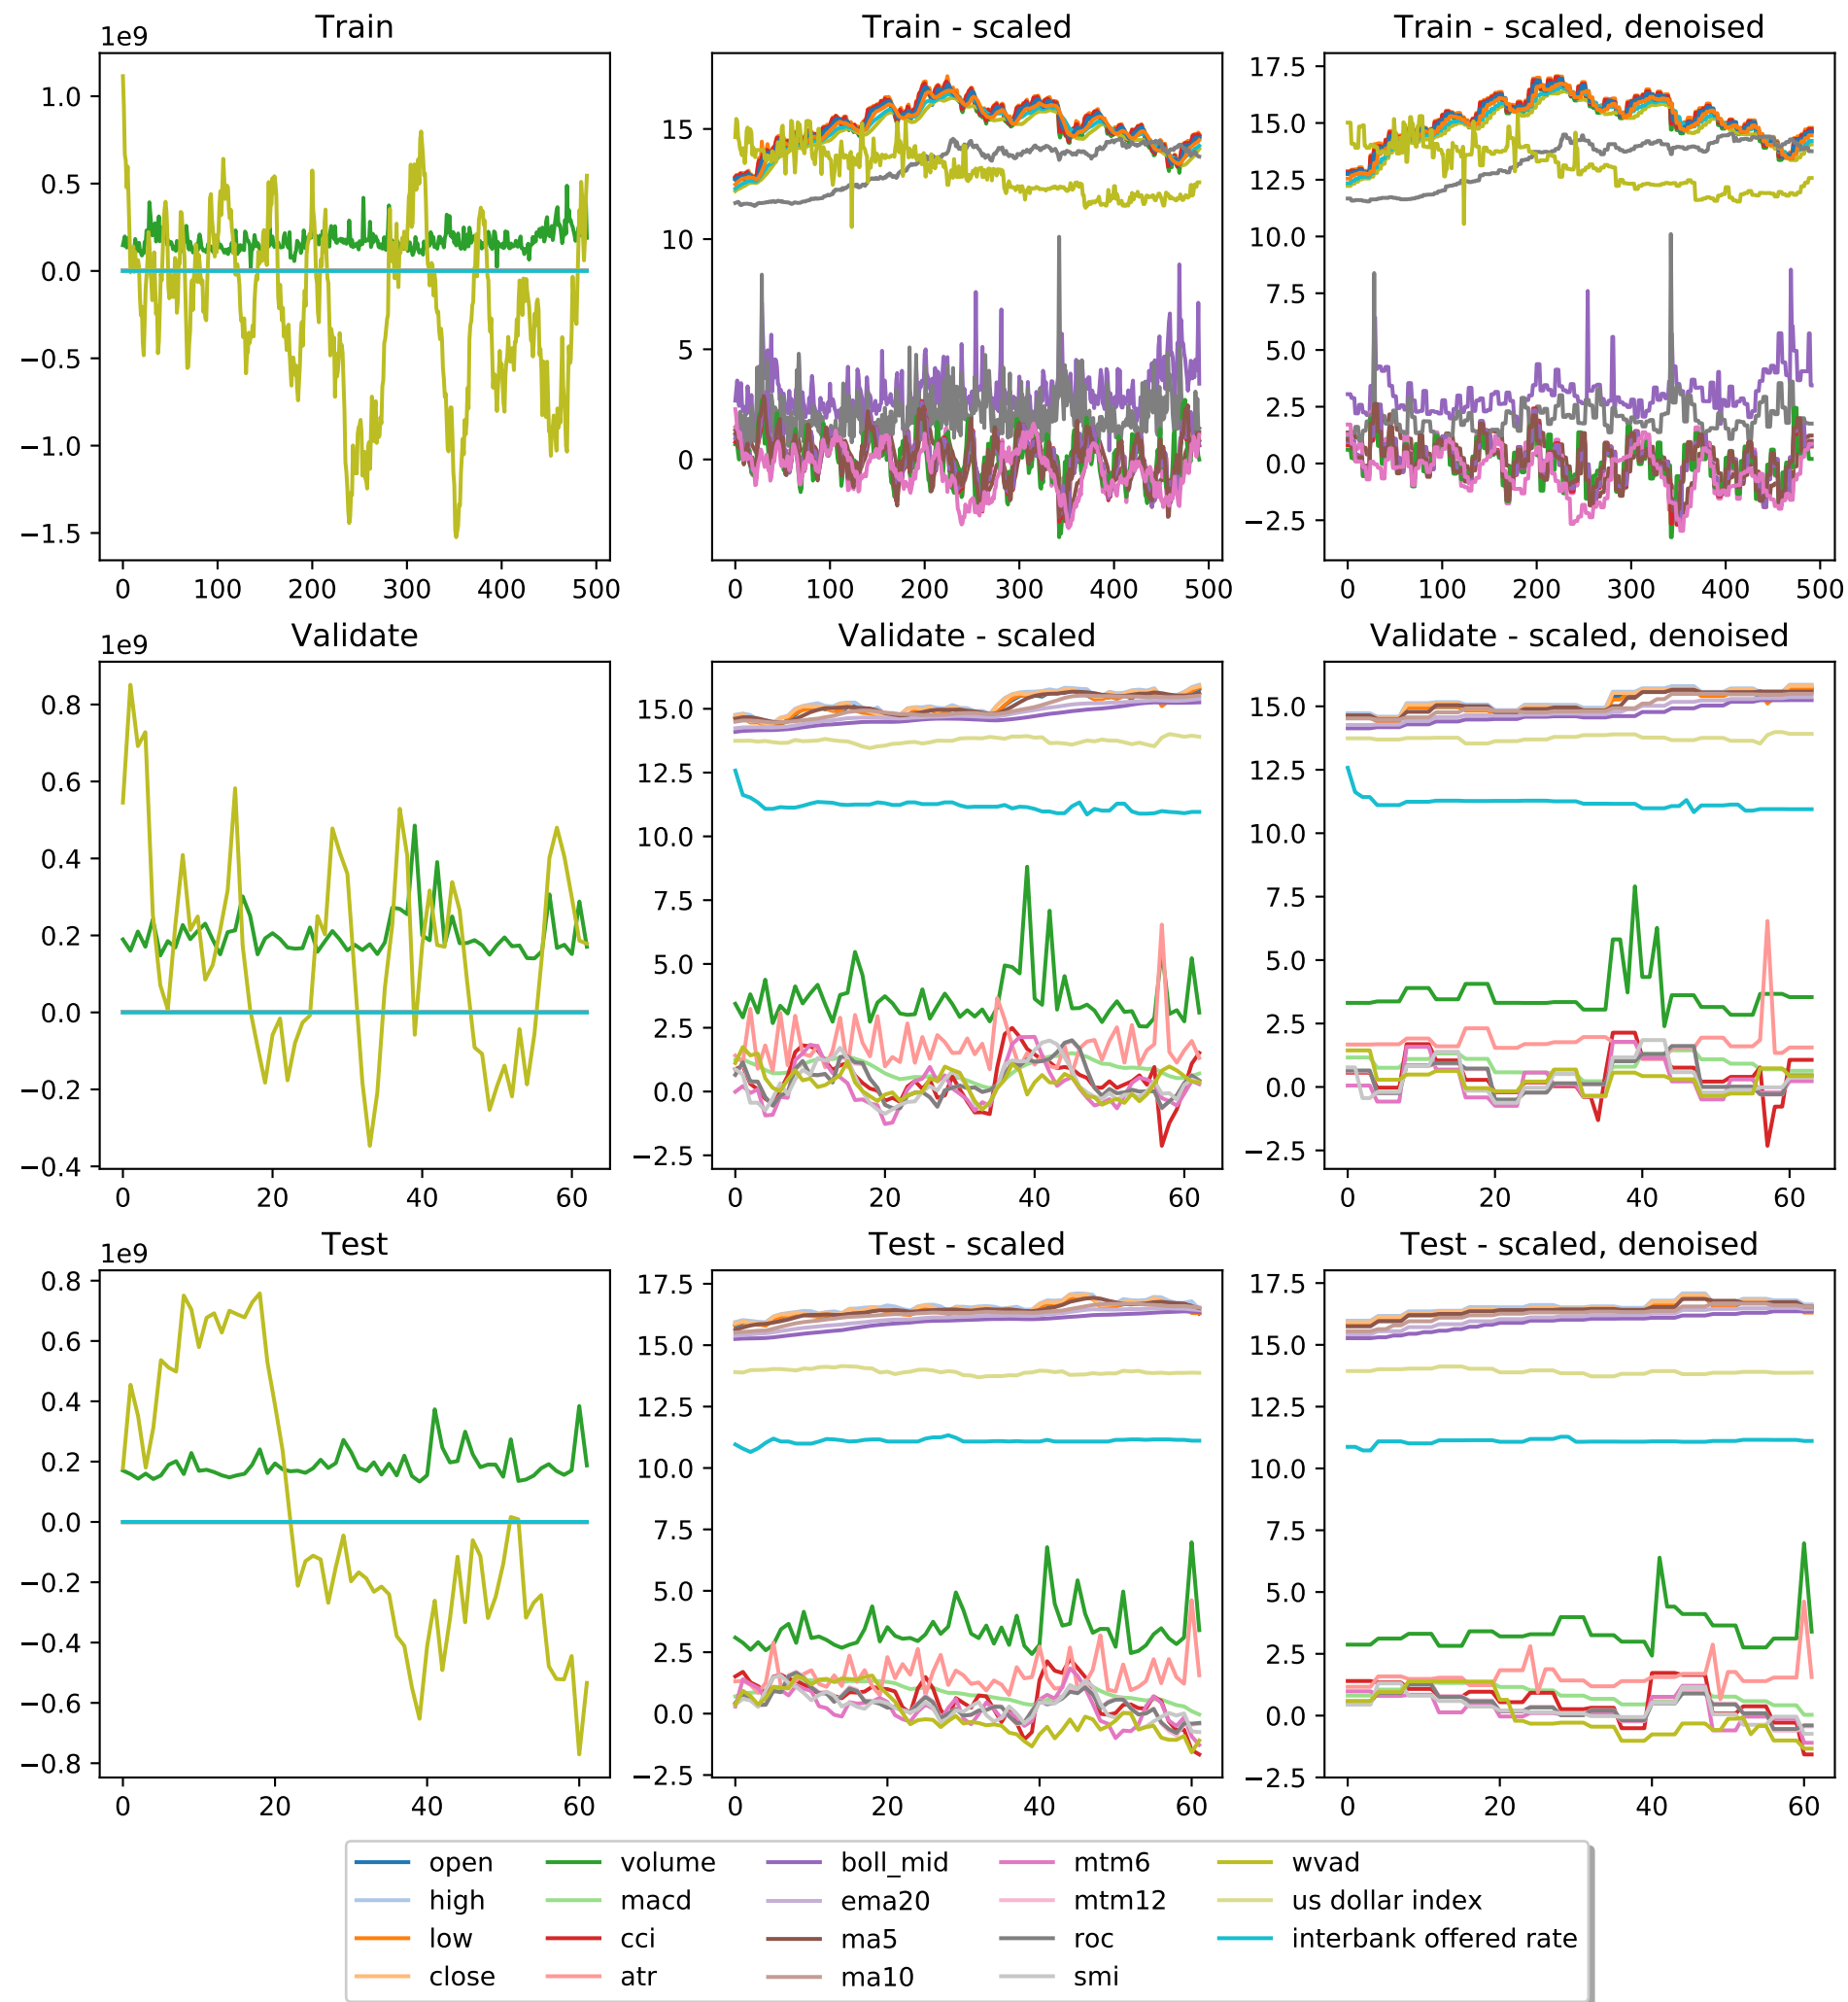 Train
Train - scaled
Train - scaled, denoised
1e9
1.0
0.5
0.0
−0.5
−1.0
−1.5
0 100 200 300 400 500
15
10
5
0
0 100 200 300 400 500
17.5
15.0
12.5
10.0
7.5
5.0
2.5
0.0
−2.5
0 100 200 300 400 500
Validate
Validate - scaled
Validate - scaled, denoised
1e9
0.8
0.6
0.4
0.2
0.0
−0.2
−0.4
0 20 40 60
15.0
12.5
10.0
7.5
5.0
2.5
0.0
−2.5
0 20 40 60
15.0
12.5
10.0
7.5
5.0
2.5
0.0
−2.5
0 20 40 60
Test
Test - scaled
Test - scaled, denoised
1e9
0.8
0.6
0.4
0.2
0.0
−0.2
−0.4
−0.6
−0.8
0 20 40 60
17.5
15.0
12.5
10.0
7.5
5.0
2.5
0.0
−2.5
0 20 40 60
17.5
15.0
12.5
10.0
7.5
5.0
2.5
0.0
−2.5
0 20 40 60
open
high
low
close
volume
macd
cci
atr
boll_mid
ema20
ma5
ma10
mtm6
mtm12
roc
smi
wvad
us dollar index
interbank offered rate